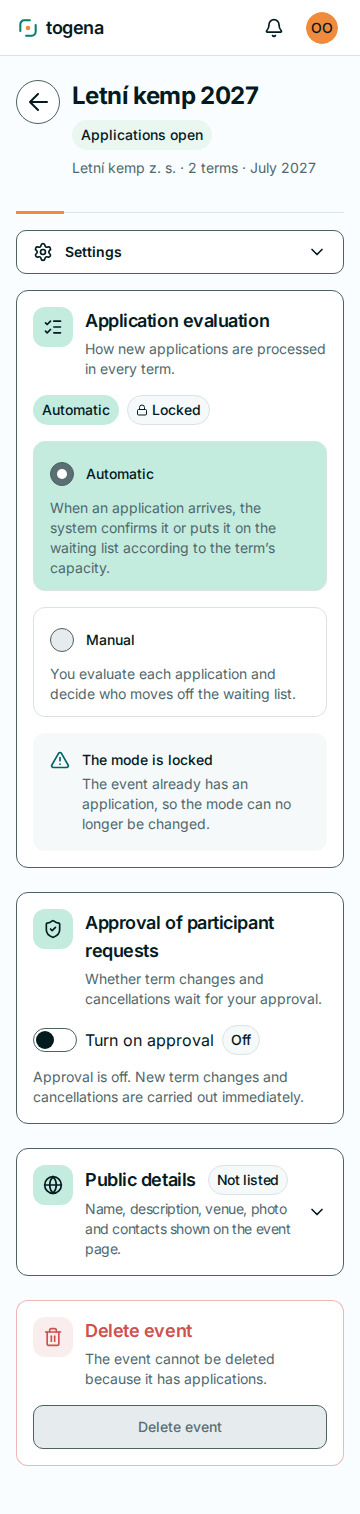 togena
OO
Letní kemp 2027
Applications open
Letní kemp z. s. · 2 terms · July 2027
Settings
Application evaluation
How new applications are processed
in every term.
Automatic
Locked
Automatic
When an application arrives, the
system confirms it or puts it on the
waiting list according to the term's
capacity.
Manual
You evaluate each application and
decide who moves off the waiting list.
The mode is locked
The event already has an
application, so the mode can no
longer be changed.
Approval of participant
requests
Whether term changes and
cancellations wait for your approval.
Turn on approval
Off
Approval is off. New term changes and
cancellations are carried out immediately.
Public details
Not listed
Name, description, venue, photo
and contacts shown on the event
page.
Delete event
The event cannot be deleted
because it has applications.
Delete event